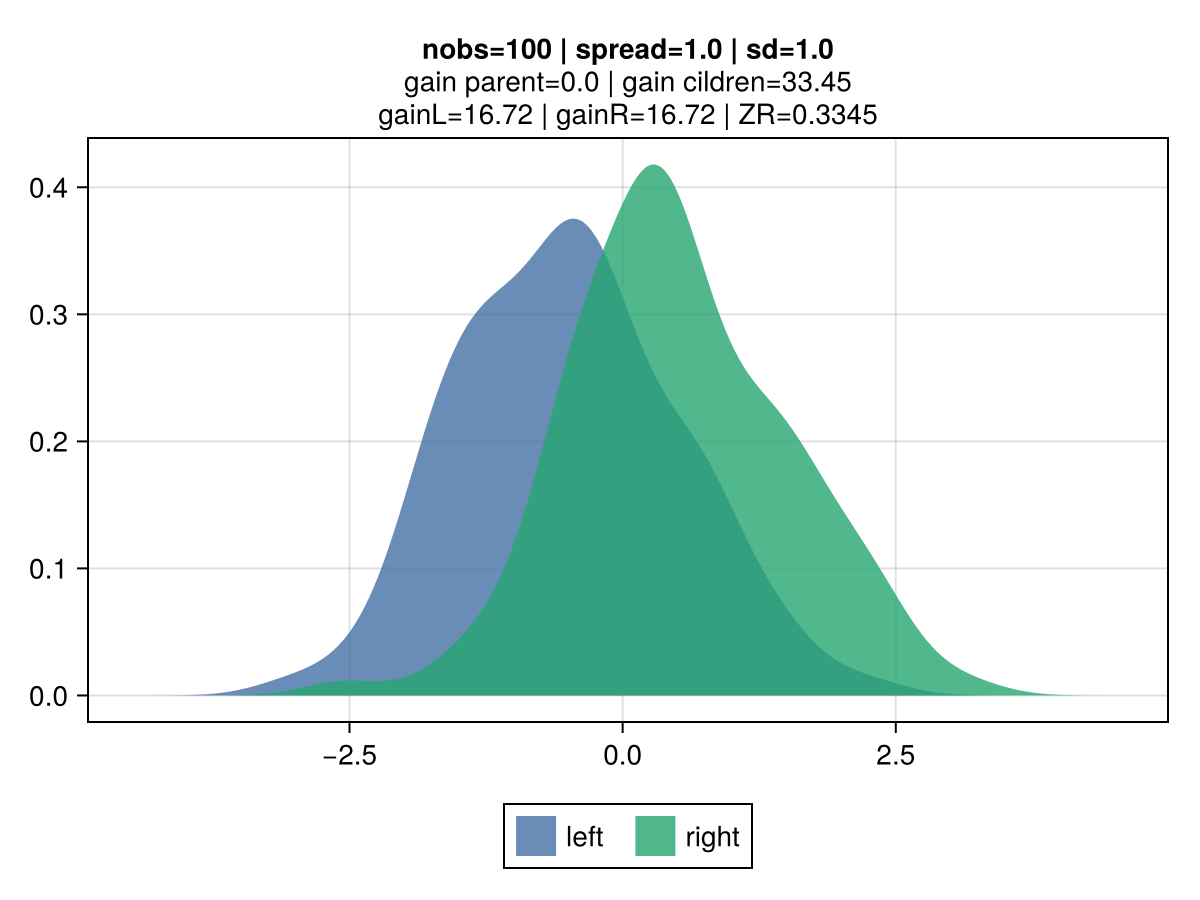 nobs=100 | spread=1.0 | sd=1.0
gain parent=0.0 | gain cildren=33.45
gainL=16.72 | gainR=16.72 | ZR=0.3345
0.4
0.3
0.2
0.1
0.0
−2.5 0.0 2.5
left right